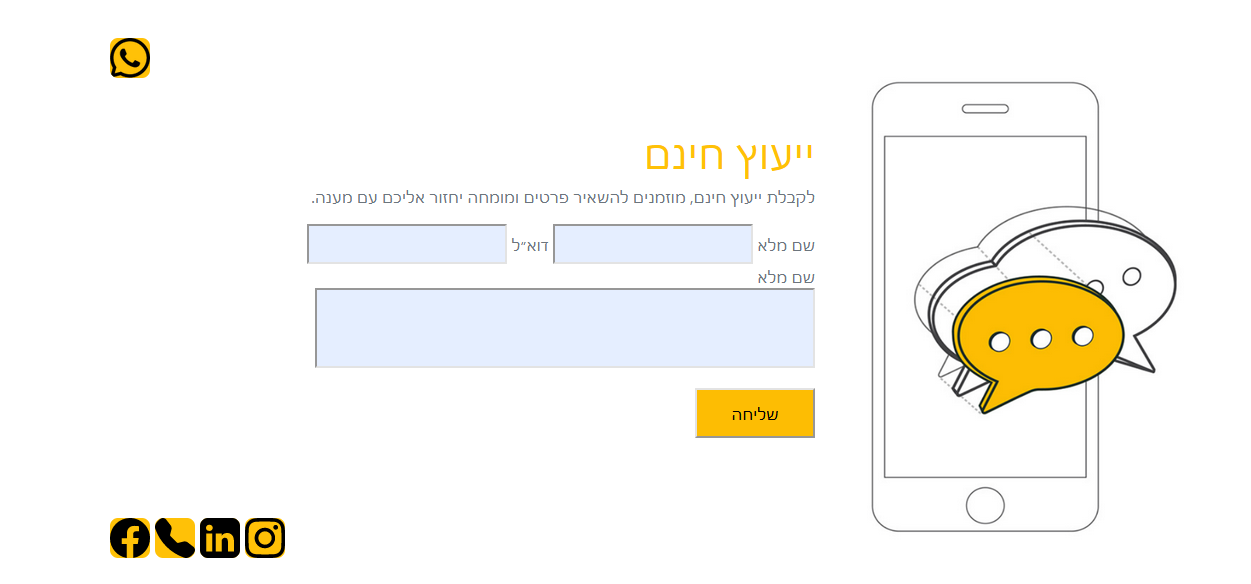 ייעוץ חינם
לקבלת ייעוץ חינם, מוזמנים להשאיר פרטים ומומחה יחזור אליכם עם מענה.
שם מלא דוא״ל
שם מלא
שליחה
in